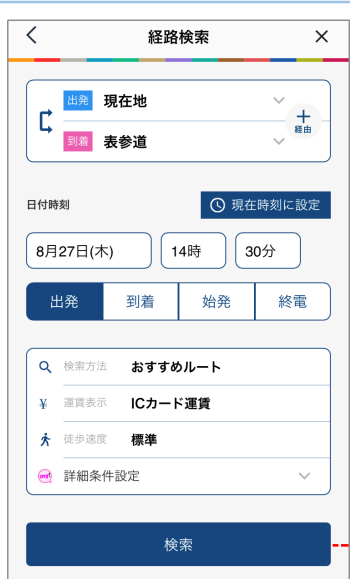 経路検索
出発 現在地
経由
到着 表参道
日付時刻 現在時刻に設定
8月27日(木) 14時 30分
出発 到着 始発 終電
検索方法 おすすめルート
¥ 運賃表示 ICカード運賃
徒歩速度 標準
詳細条件設定
検索